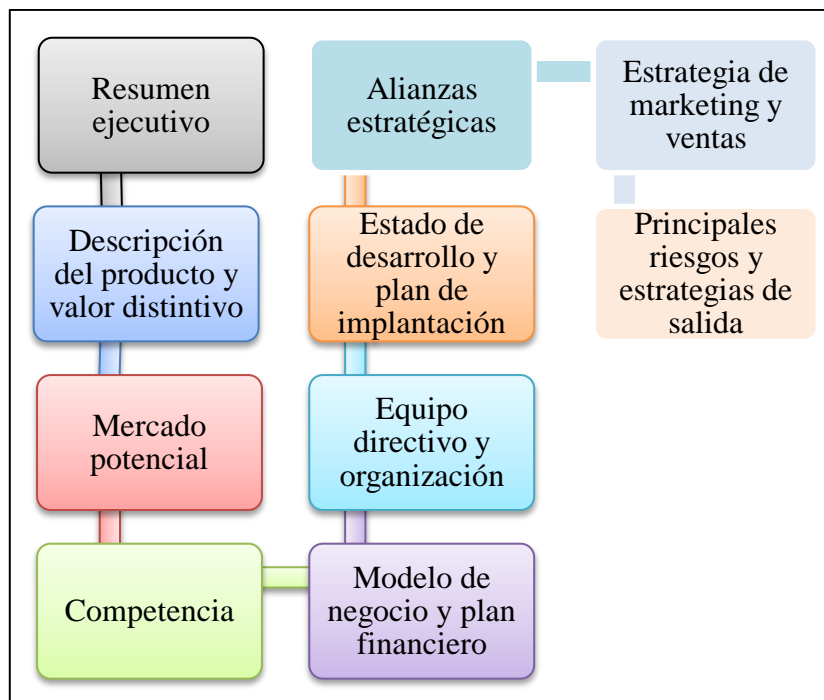 Resumen
ejecutivo
Descripción
del producto y
valor distintivo
Mercado
potencial
Competencia
Modelo de
negocio y plan
financiero
Equipo
directivo y
organización
Estado de
desarrollo y
plan de
implantación
Alianzas
estratégicas
Estrategia de
marketing y
ventas
Principales
riesgos y
estrategias de
salida